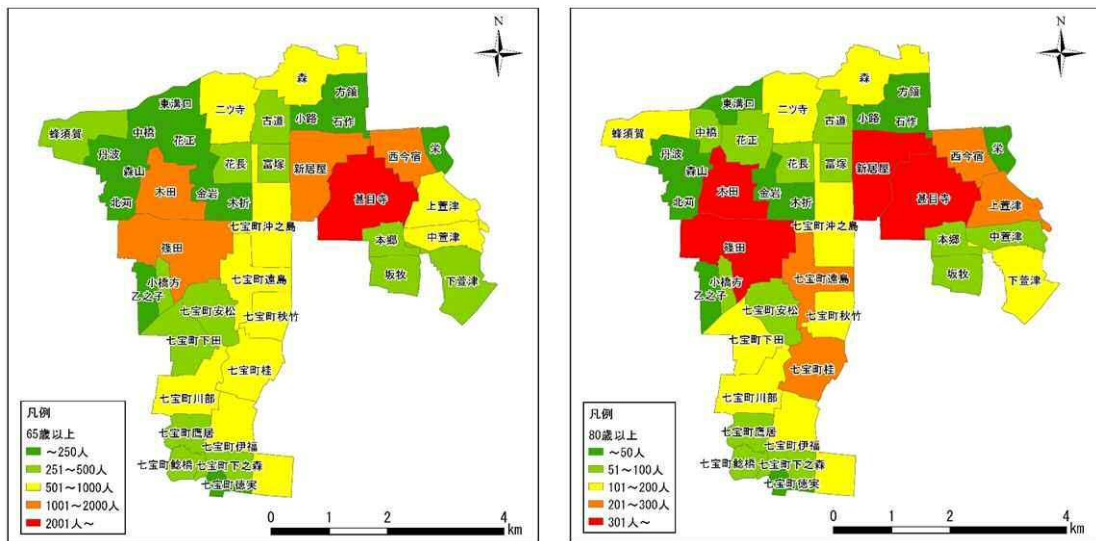 N
森
方領
東溝口
二ツ寺
古道
小路
石作
蜂須賀
中橋
花正
西今宿
栄
丹波
花長
富塚
新居屋
森山
木田
金岩
甚目寺
北苅
木折
上萱津
七宝町沖之島
本郷
中萱津
篠田
坂牧
下萱津
小橋方
七宝町遠島
乙之子
七宝町安松
七宝町秋竹
七宝町下田
七宝町桂
七宝町川部
七宝町鷹居
七宝町伊福
七宝町鯰橋
七宝町下之森
七宝町徳実
凡例
65歳以上
~250人
251~500人
501~1000人
1001~2000人
2001人~
0 1 2 4
km
N
森
方領
東溝口
二ツ寺
古道
小路
石作
蜂須賀
中橋
花正
西今宿
栄
丹波
花長
富塚
新居屋
森山
木田
金岩
甚目寺
北苅
木折
上萱津
七宝町沖之島
本郷
中萱津
篠田
坂牧
下萱津
小橋方
七宝町遠島
乙之子
七宝町安松
七宝町秋竹
七宝町下田
七宝町桂
七宝町川部
七宝町鷹居
七宝町伊福
七宝町鯰橋
七宝町下之森
七宝町徳実
凡例
80歳以上
~50人
51~100人
101~200人
201~300人
301人~
0 1 2 4
km